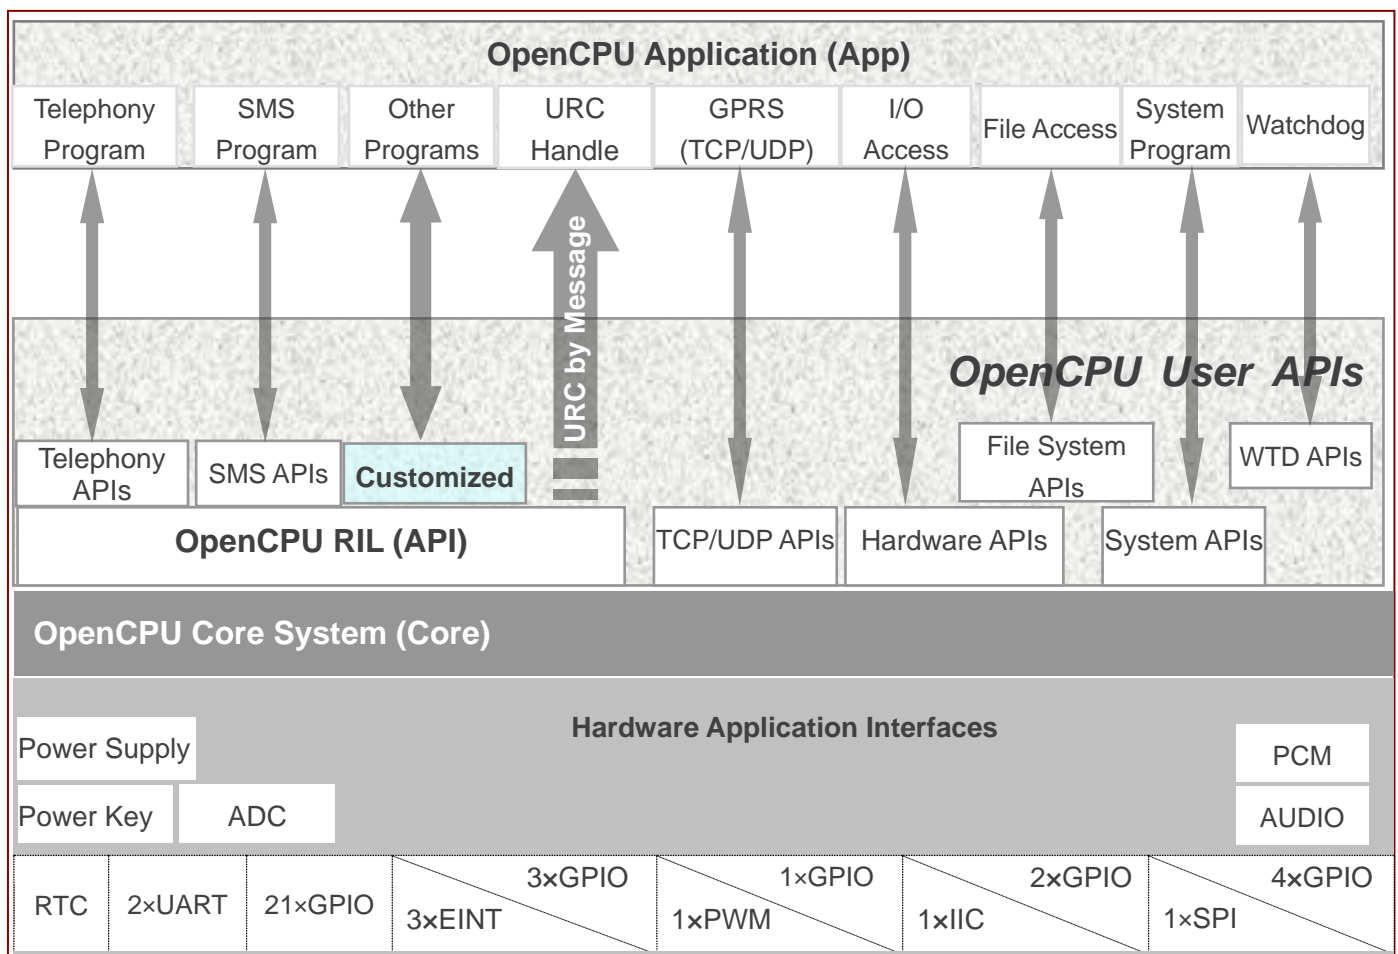 OpenCPU Application (App)
Telephony
Program
SMS
Program
Other
Programs
URC
Handle
GPRS
(TCP/UDP)
I/O
Access
File Access
System
Program
Watchdog
URC by Message
OpenCPU User APIs
Telephony
APIs
SMS APIs
Customized
File System
APIs
WTD APIs
OpenCPU RIL (API)
TCP/UDP APIs
Hardware APIs
System APIs
OpenCPU Core System (Core)
Hardware Application Interfaces
Power Supply
PCM
Power Key
ADC
AUDIO
RTC
2×UART
21×GPIO
3×GPIO
3×EINT
1×GPIO
1×PWM
2×GPIO
1×IIC
4×GPIO
1×SPI